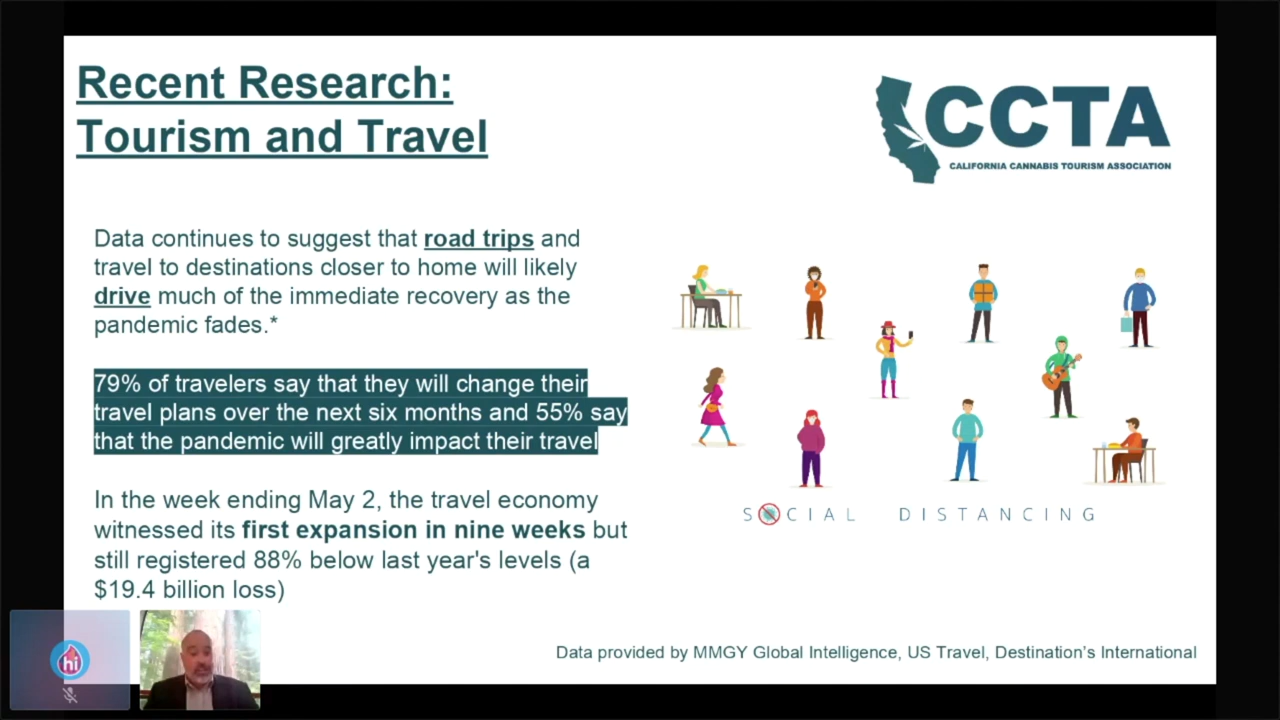 Recent Research:
Tourism and Travel
CCTA
CALIFORNIA CANNABIS TOURISM ASSOCIATION
Data continues to suggest that road trips and
travel to destinations closer to home will likely
drive much of the immediate recovery as the
pandemic fades.*
79% of travelers say that they will change their
travel plans over the next six months and 55% say
that the pandemic will greatly impact their travel
In the week ending May 2, the travel economy
witnessed its first expansion in nine weeks but
still registered 88% below last year's levels (a
$19.4 billion loss)
SOCIAL DISTANCING
hi
Data provided by MMGY Global Intelligence, US Travel, Destination's International